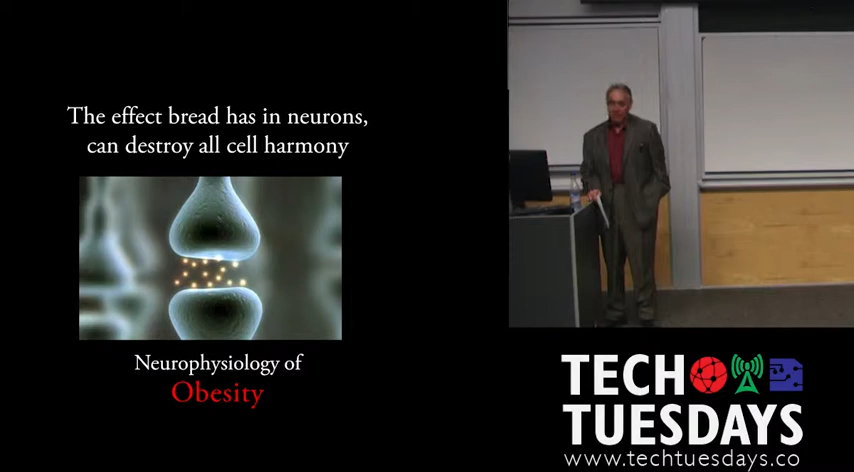 The effect bread has in neurons,
can destroy all cell harmony
Neurophysiology of
Obesity
TECH
TUESDAYS
www.techtuesdays.co